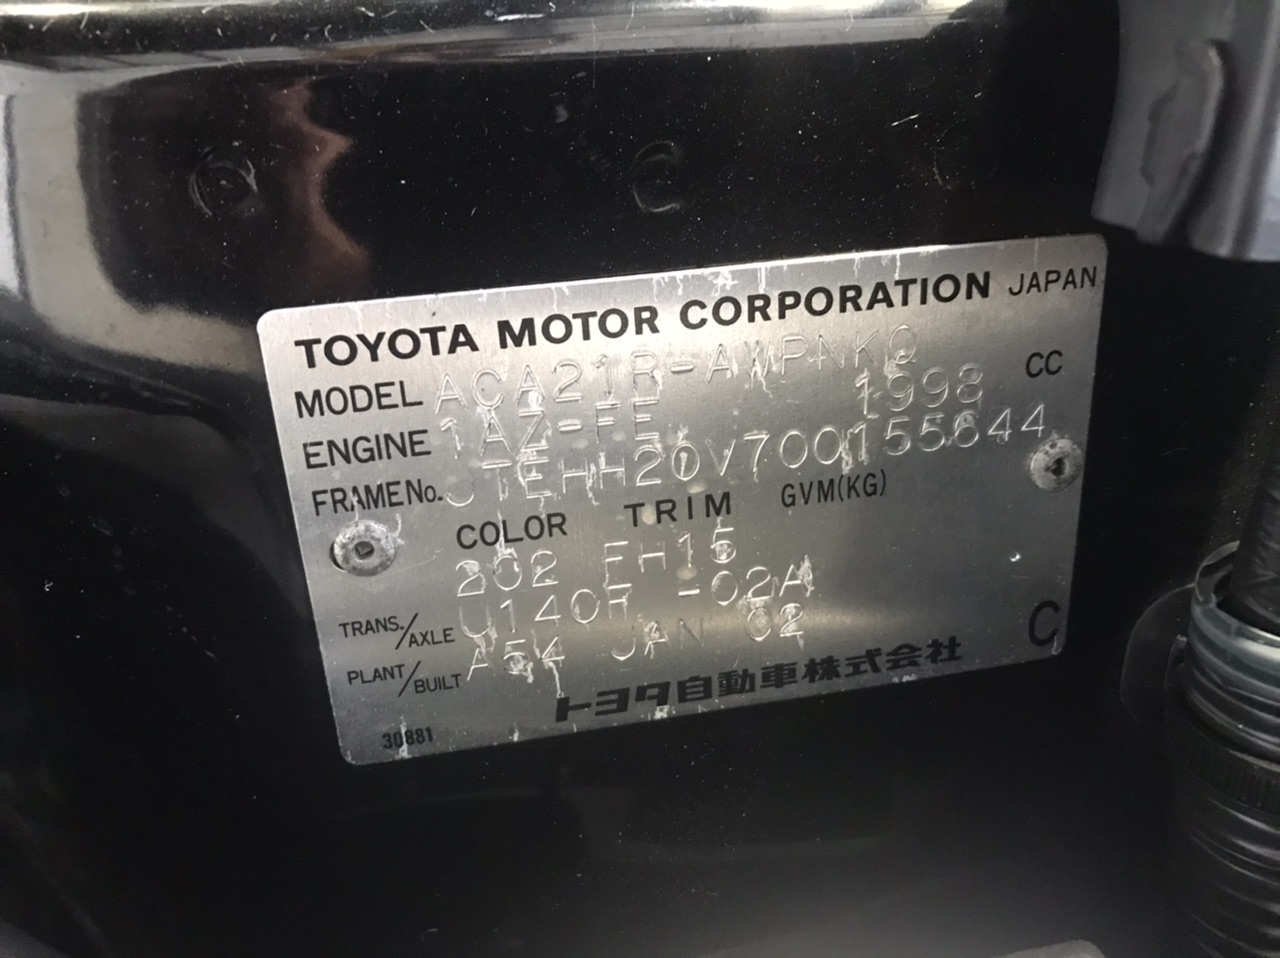 TOYOTA MOTOR CORPORATION JAPAN
MODEL ACA21R-AWPNKQ
ENGINE 1AZ-FE 1998 CC
FRAME No. JTEHH20V700155644
COLOR TRIM GVM(KG)
202 FH15
TRANS./AXLE U140F -02A
PLANT/BUILT A54 JAN 02
トヨタ自動車株式会社 C
30881